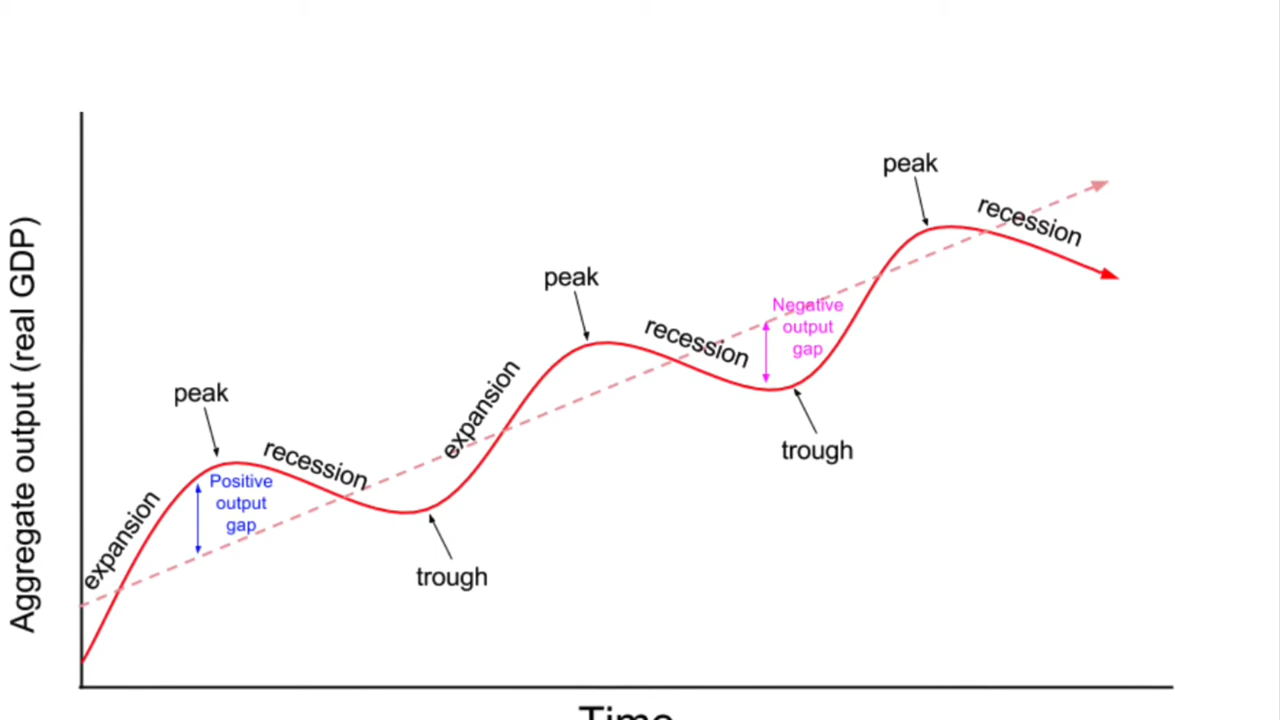 peak
recession
peak
Negative
output
gap
recession
expansion
peak
trough
recession
Positive
output
gap
expansion
trough
Aggregate output (real GDP)
Time